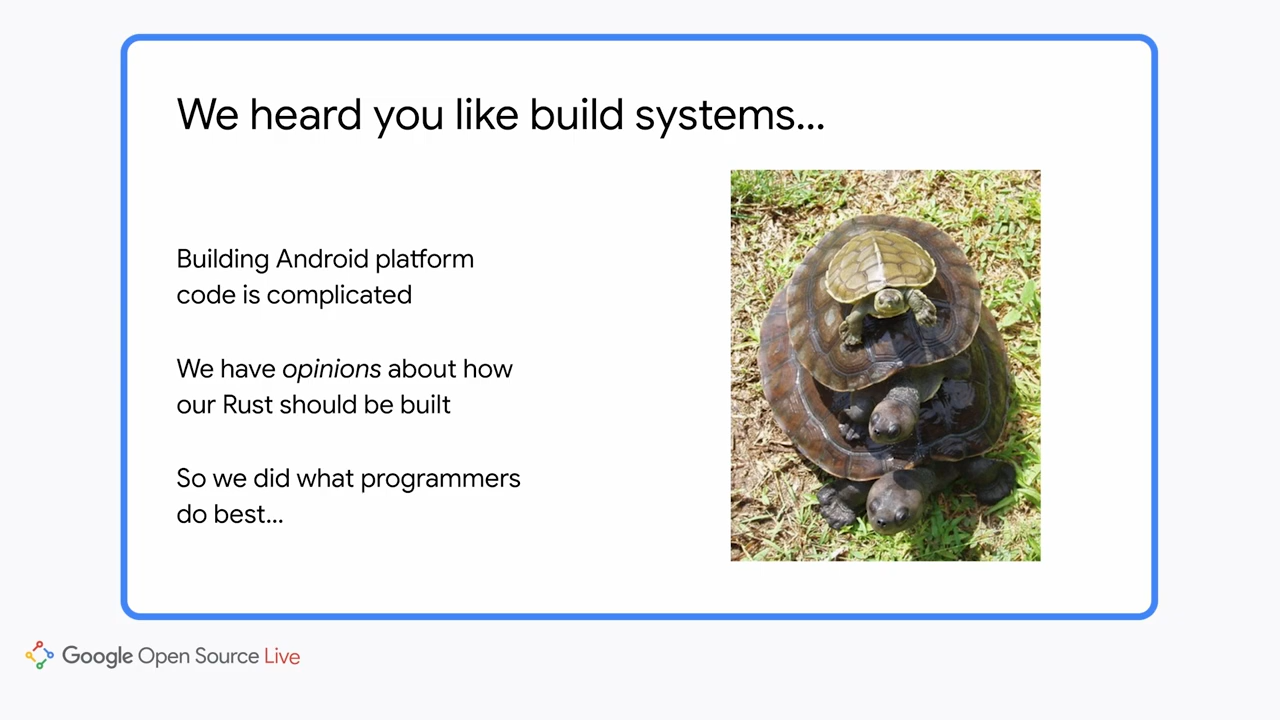 We heard you like build systems...
Building Android platform
code is complicated
We have opinions about how
our Rust should be built
So we did what programmers
do best...
Google Open Source Live